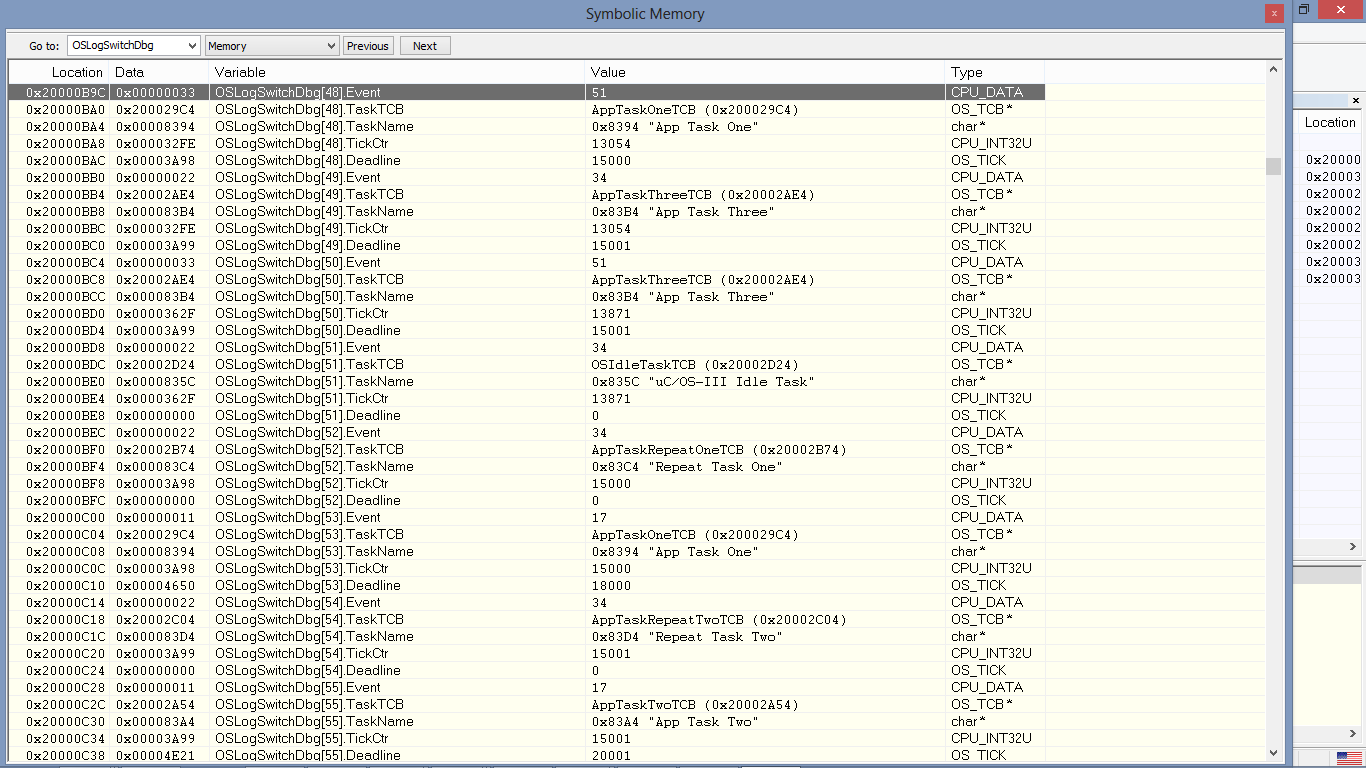 Symbolic Memory
Go to: OSLogSwitchDbg Memory Previous Next
Location Data Variable Value Type
0x20000B9C 0x00000033 OSLogSwitchDbg[48].Event 51 CPU_DATA
0x20000BA0 0x200029C4 OSLogSwitchDbg[48].TaskTCB AppTaskOneTCB (0x200029C4) OS_TCB*
0x20000BA4 0x00008394 OSLogSwitchDbg[48].TaskName 0x8394 "App Task One" char*
0x20000BA8 0x000032FE OSLogSwitchDbg[48].TickCtr 13054 CPU_INT32U
0x20000BAC 0x00003A98 OSLogSwitchDbg[48].Deadline 15000 OS_TICK
0x20000BB0 0x00000022 OSLogSwitchDbg[49].Event 34 CPU_DATA
0x20000BB4 0x20002AE4 OSLogSwitchDbg[49].TaskTCB AppTaskThreeTCB (0x20002AE4) OS_TCB*
0x20000BB8 0x000083B4 OSLogSwitchDbg[49].TaskName 0x83B4 "App Task Three" char*
0x20000BBC 0x000032FE OSLogSwitchDbg[49].TickCtr 13054 CPU_INT32U
0x20000BC0 0x00003A99 OSLogSwitchDbg[49].Deadline 15001 OS_TICK
0x20000BC4 0x00000033 OSLogSwitchDbg[50].Event 51 CPU_DATA
0x20000BC8 0x20002AE4 OSLogSwitchDbg[50].TaskTCB AppTaskThreeTCB (0x20002AE4) OS_TCB*
0x20000BCC 0x000083B4 OSLogSwitchDbg[50].TaskName 0x83B4 "App Task Three" char*
0x20000BD0 0x0000362F OSLogSwitchDbg[50].TickCtr 13871 CPU_INT32U
0x20000BD4 0x00003A99 OSLogSwitchDbg[50].Deadline 15001 OS_TICK
0x20000BD8 0x00000022 OSLogSwitchDbg[51].Event 34 CPU_DATA
0x20000BDC 0x20002D24 OSLogSwitchDbg[51].TaskTCB OSIdleTaskTCB (0x20002D24) OS_TCB*
0x20000BE0 0x0000835C OSLogSwitchDbg[51].TaskName 0x835C "uC/OS-III Idle Task" char*
0x20000BE4 0x0000362F OSLogSwitchDbg[51].TickCtr 13871 CPU_INT32U
0x20000BE8 0x00000000 OSLogSwitchDbg[51].Deadline 0 OS_TICK
0x20000BEC 0x00000022 OSLogSwitchDbg[52].Event 34 CPU_DATA
0x20000BF0 0x20002B74 OSLogSwitchDbg[52].TaskTCB AppTaskRepeatOneTCB (0x20002B74) OS_TCB*
0x20000BF4 0x000083C4 OSLogSwitchDbg[52].TaskName 0x83C4 "Repeat Task One" char*
0x20000BF8 0x00003A98 OSLogSwitchDbg[52].TickCtr 15000 CPU_INT32U
0x20000BFC 0x00000000 OSLogSwitchDbg[52].Deadline 0 OS_TICK
0x20000C00 0x00000011 OSLogSwitchDbg[53].Event 17 CPU_DATA
0x20000C04 0x200029C4 OSLogSwitchDbg[53].TaskTCB AppTaskOneTCB (0x200029C4) OS_TCB*
0x20000C08 0x00008394 OSLogSwitchDbg[53].TaskName 0x8394 "App Task One" char*
0x20000C0C 0x00003A98 OSLogSwitchDbg[53].TickCtr 15000 CPU_INT32U
0x20000C10 0x00004650 OSLogSwitchDbg[53].Deadline 18000 OS_TICK
0x20000C14 0x00000022 OSLogSwitchDbg[54].Event 34 CPU_DATA
0x20000C18 0x20002C04 OSLogSwitchDbg[54].TaskTCB AppTaskRepeatTwoTCB (0x20002C04) OS_TCB*
0x20000C1C 0x000083D4 OSLogSwitchDbg[54].TaskName 0x83D4 "Repeat Task Two" char*
0x20000C20 0x00003A99 OSLogSwitchDbg[54].TickCtr 15001 CPU_INT32U
0x20000C24 0x00000000 OSLogSwitchDbg[54].Deadline 0 OS_TICK
0x20000C28 0x00000011 OSLogSwitchDbg[55].Event 17 CPU_DATA
0x20000C2C 0x20002A54 OSLogSwitchDbg[55].TaskTCB AppTaskTwoTCB (0x20002A54) OS_TCB*
0x20000C30 0x000083A4 OSLogSwitchDbg[55].TaskName 0x83A4 "App Task Two" char*
0x20000C34 0x00003A99 OSLogSwitchDbg[55].TickCtr 15001 CPU_INT32U
0x20000C38 0x00004E21 OSLogSwitchDbg[55].Deadline 20001 OS_TICK
Location
0x20000
0x20003
0x20002
0x20002
0x20002
0x20002
0x20003
0x20003